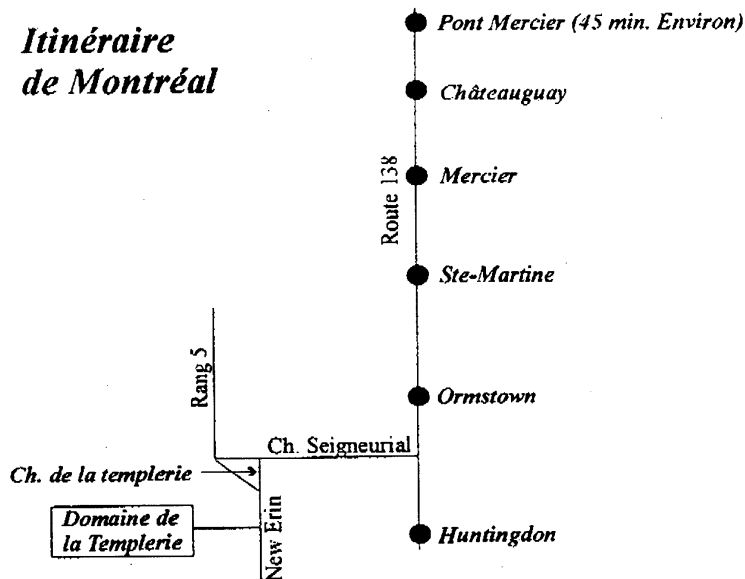 Itinéraire
de Montréal
Pont Mercier (45 min. Environ)
Châteauguay
Mercier
Route 138
Ste-Martine
Rang 5
Ormstown
Ch. Seigneurial
Ch. de la templerie
Domaine de
la Templerie
New Erin
Huntingdon